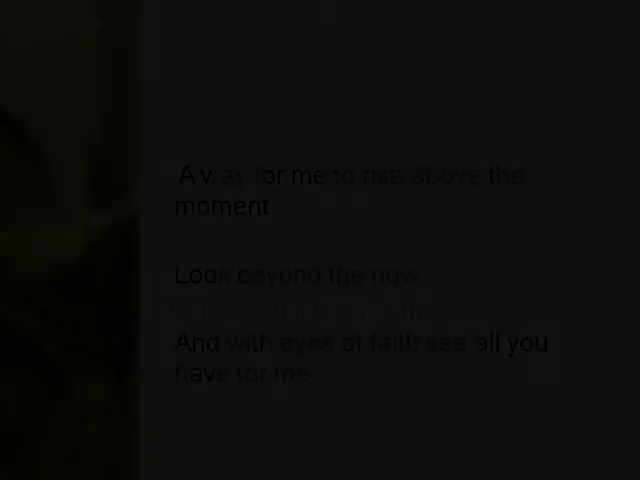 A way for me to rise above the
moment
Look beyond the now
And with eyes of faith see all you
have for me